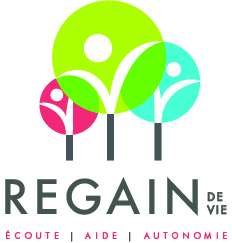 REGAIN DE VIE
ÉCOUTE | AIDE | AUTONOMIE